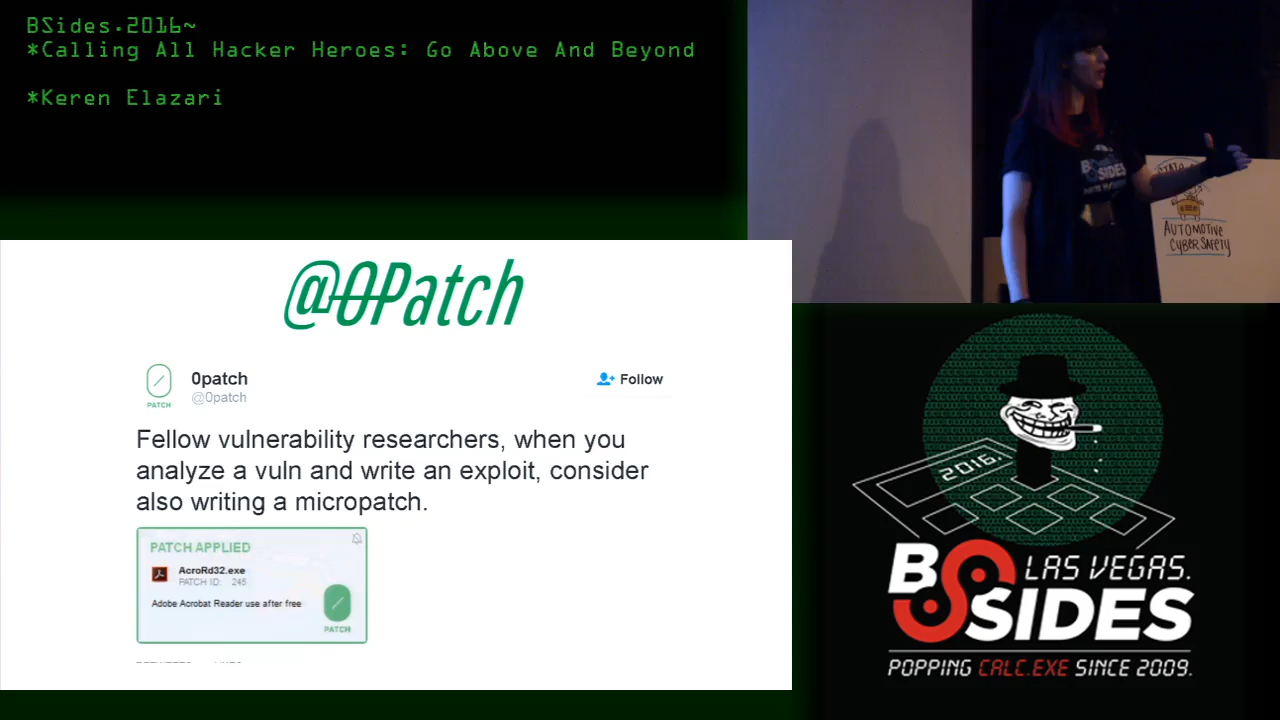 BSides.2016~
*Calling All Hacker Heroes: Go Above And Beyond
*Keren Elazari
BSIDES
AUTOMOTIVE
CYBER SAFETY
@0Patch
0patch
@0patch
Follow
PATCH
Fellow vulnerability researchers, when you
analyze a vuln and write an exploit, consider
also writing a micropatch.
PATCH APPLIED
AcroRd32.exe
PATCH ID: 245
Adobe Acrobat Reader use after free
PATCH
2016.
BSIDES
LAS VEGAS.
POPPING CALC.EXE SINCE 2009.